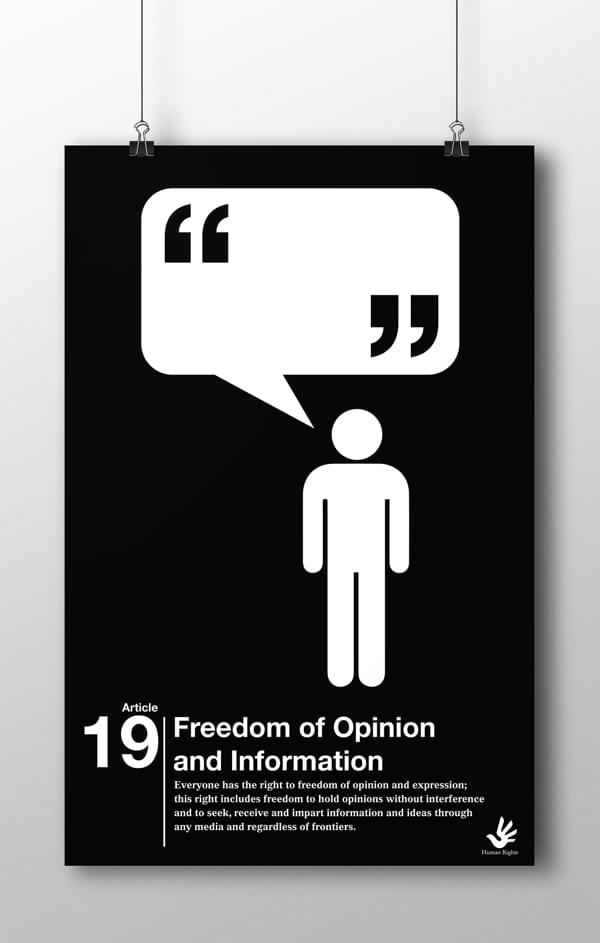 “
”
Article
19
Freedom of Opinion
and Information
Everyone has the right to freedom of opinion and expression;
this right includes freedom to hold opinions without interference
and to seek, receive and impart information and ideas through
any media and regardless of frontiers.
Human Rights